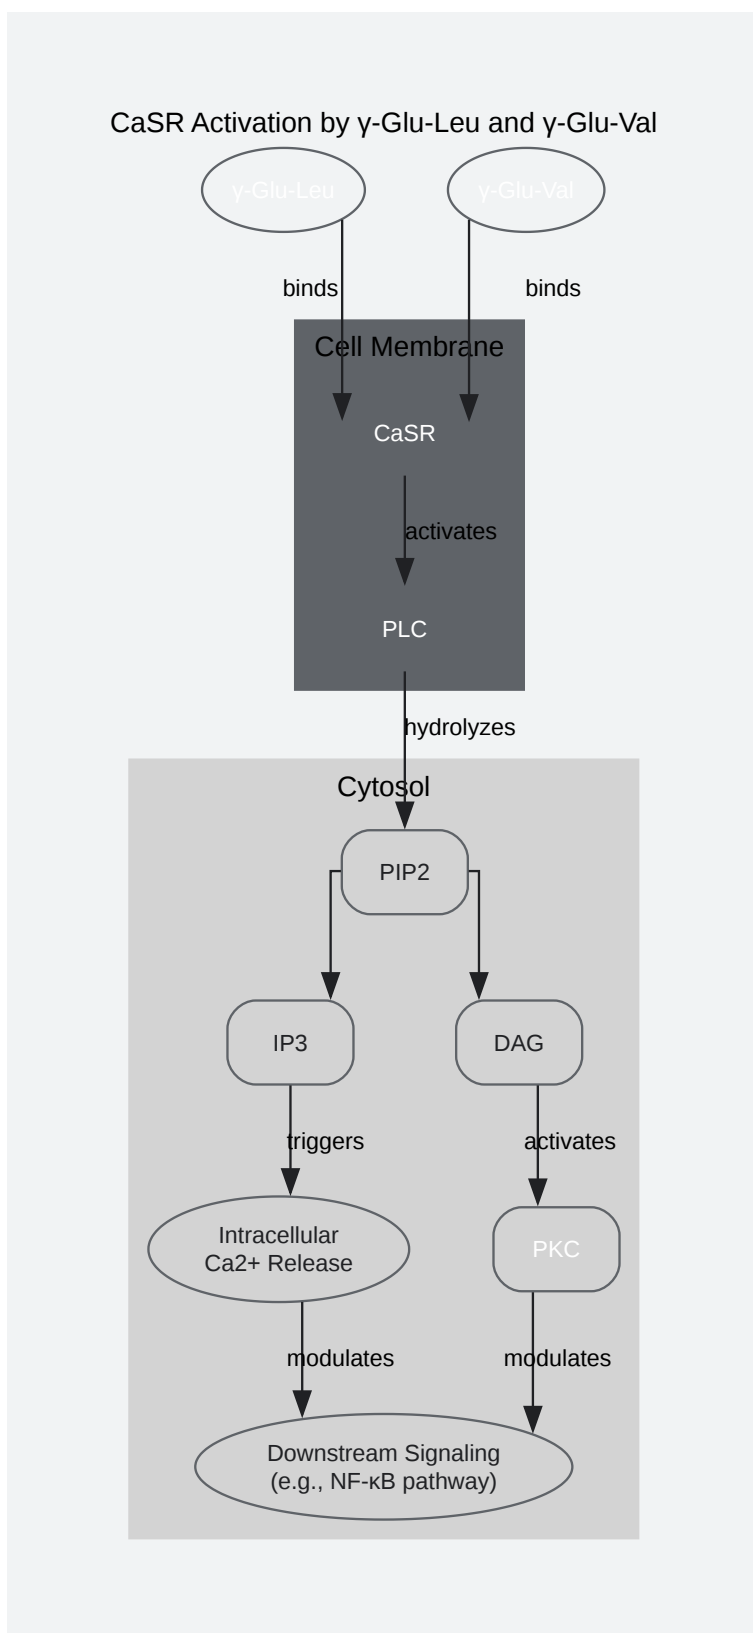 CaSR Activation by γ-Glu-Leu and γ-Glu-Val
γ-Glu-Leu
γ-Glu-Val
binds
binds
Cell Membrane
CaSR
activates
PLC
hydrolyzes
Cytosol
PIP2
IP3
DAG
triggers
activates
Intracellular
Ca2+ Release
PKC
modulates
modulates
Downstream Signaling
(e.g., NF-κB pathway)